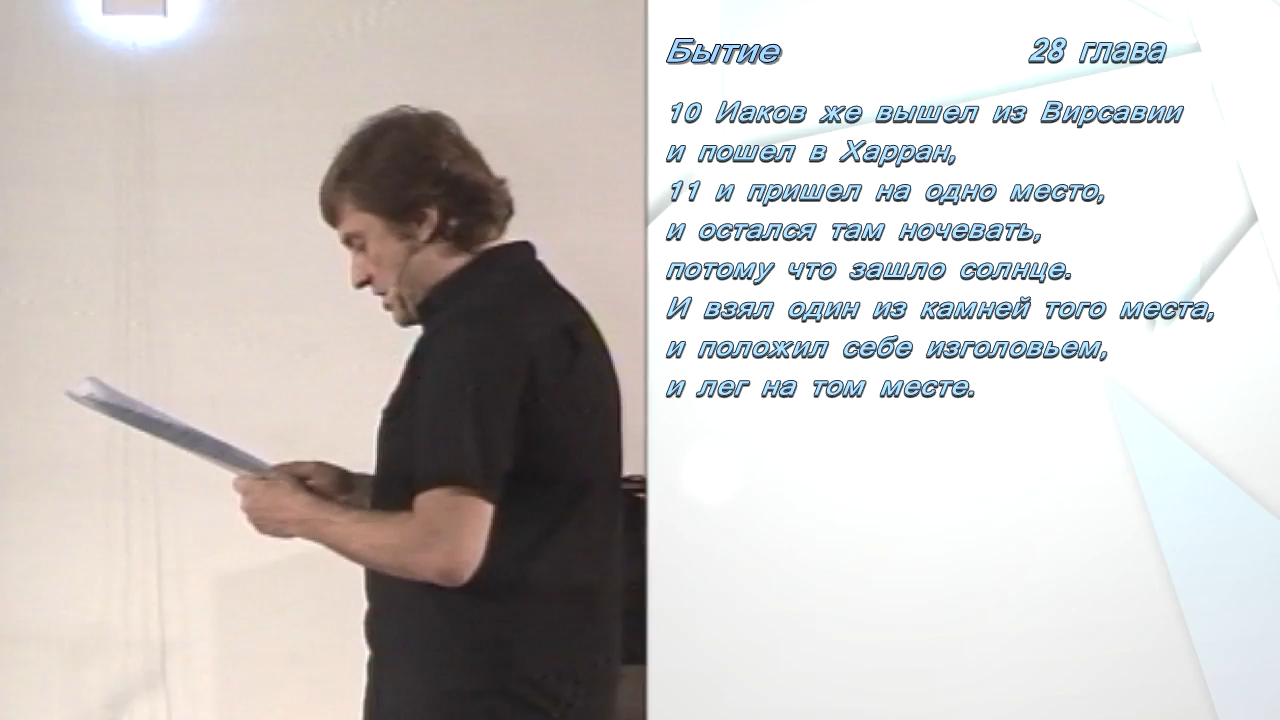 Бытие 28 глава
10 Иаков же вышел из Вирсавии
и пошел в Харран,
11 и пришел на одно место,
и остался там ночевать,
потому что зашло солнце.
И взял один из камней того места,
и положил себе изголовьем,
и лег на том месте.